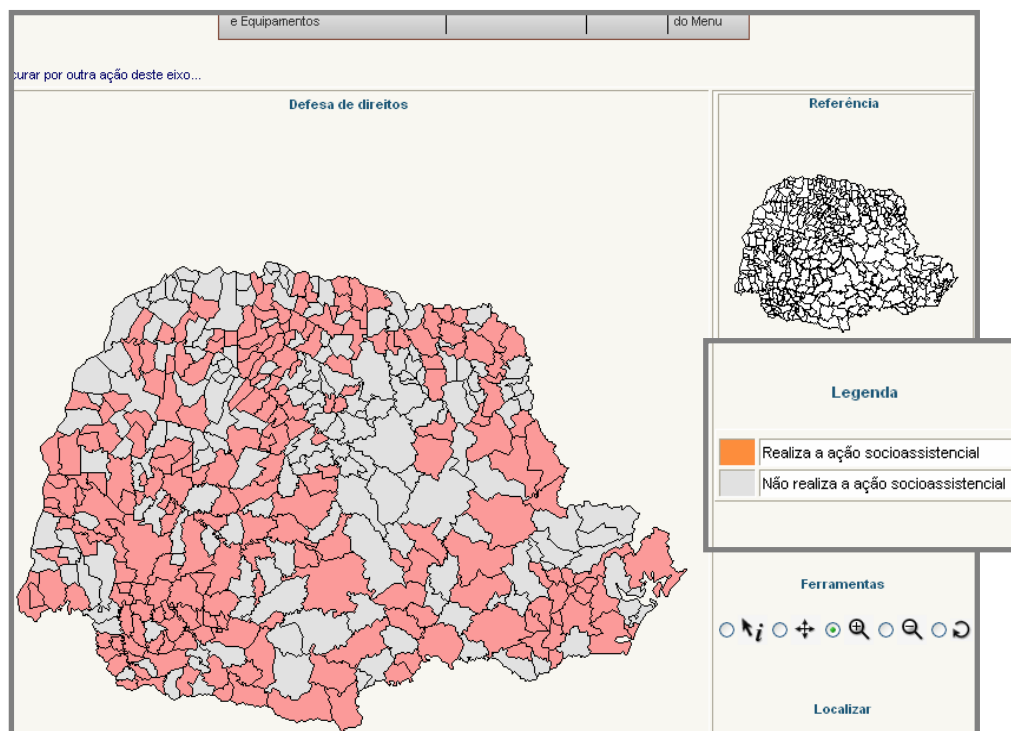 e Equipamentos
do Menu
curar por outra ação deste eixo...
Defesa de direitos
Referência
Legenda
Realiza a ação socioassistencial
Não realiza a ação socioassistencial
Ferramentas
i
Localizar